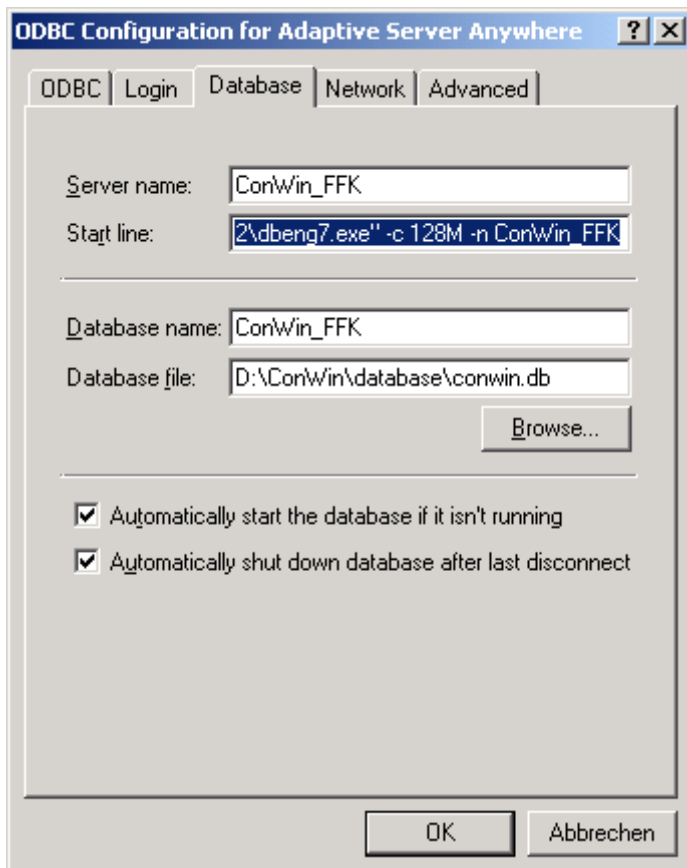 ODBC Configuration for Adaptive Server Anywhere
ODBC Login Database Network Advanced
Server name: ConWin_FFK
Start line: 2\dbeng7.exe" -c 128M -n ConWin_FFK
Database name: ConWin_FFK
Database file: D:\ConWin\database\conwin.db
Browse...
Automatically start the database if it isn't running
Automatically shut down database after last disconnect
OK Abbrechen